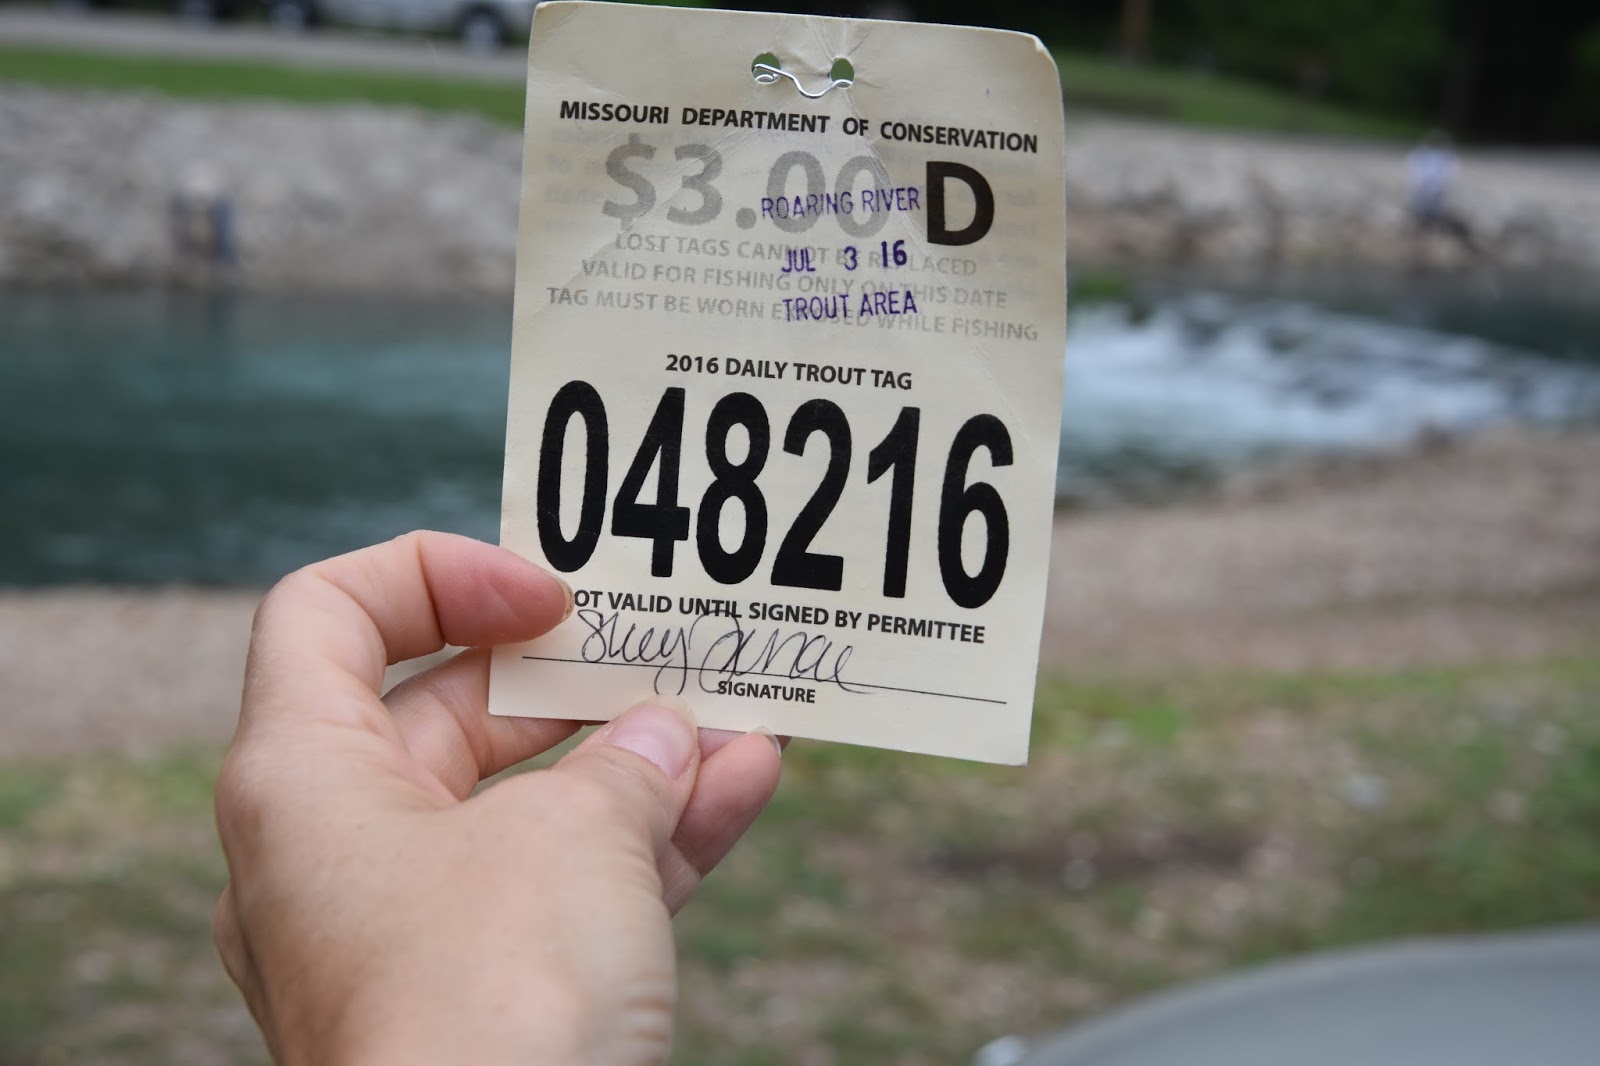 MISSOURI DEPARTMENT OF CONSERVATION
$3.00 D
ROARING RIVER
LOST TAGS CANNOT BE REPLACED
JUL 3 16
VALID FOR FISHING ONLY ON THIS DATE
TROUT AREA
TAG MUST BE WORN EXPOSED WHILE FISHING
2016 DAILY TROUT TAG
048216
OT VALID UNTIL SIGNED BY PERMITTEE
SIGNATURE